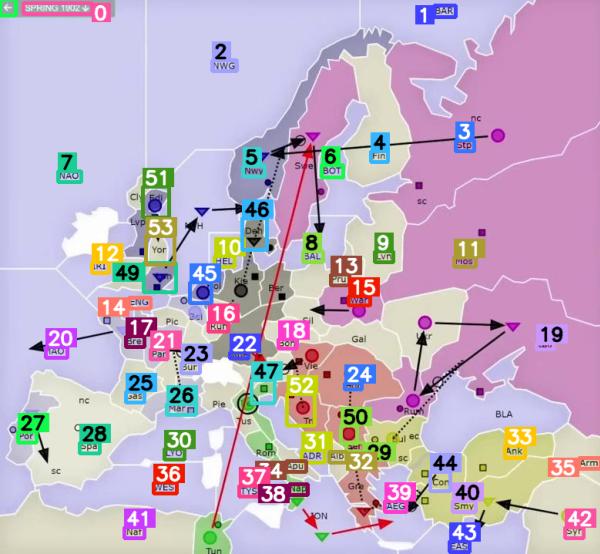 SPRING 1902
0
1 BAR
2
NWG
nc
3
Stp
4
Fin
5
Nwy
Swe
6
BOT
7
NAO
51
Cly Edi
sc
46
Den
Lvp
53
Yor
8
BAL
9
Lvn
10
HEL
11
Mos
12
IRI
49
13
Pru
45
Kie
Ber
14
ENG
15
War
16
Ruh
Sil
17
Bre
Pic
18
Boh
Gal
19
20
MAO
21
Par
22
23
Bur
Vie
Ukr
24
25
Gas
26
Mar
47
52
Tri
Pie
Tus
Rum
BLA
27
Por
28
Spa
sc
50
Ser
Bul ec
29
sc
30
LYO
31
ADR
Alb
32
Gre
33
Ank
Rom
34
Apu
35
Arm
36
WES
37
TYS
38
Nap
39
AEG
40
Smy
44
Con
41
Naf
ION
42
Syr
43
EAS
Tun